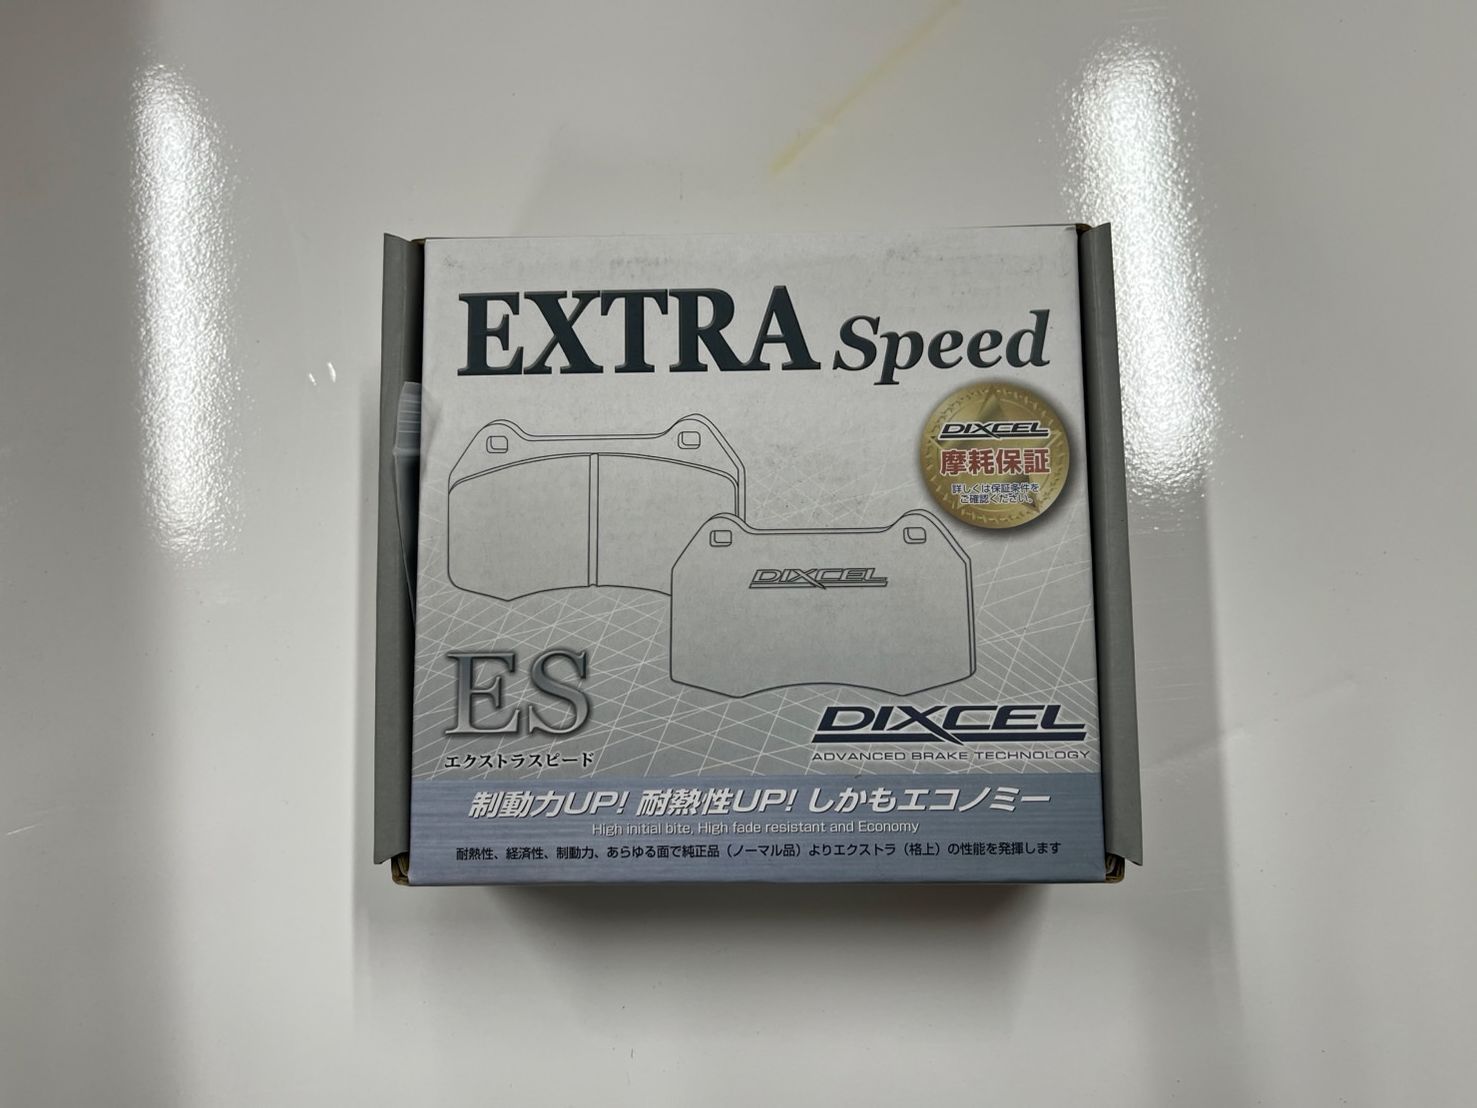 EXTRA Speed
DIXCEL
摩耗保証
詳しくは保証条件を
ご確認ください。
DIXCEL
ES
エクストラスピード
DIXCEL
ADVANCED BRAKE TECHNOLOGY
制動力UP! 耐熱性UP! しかもエコノミー
High initial bite, High fade resistant and Economy
耐熱性、経済性、制動力、あらゆる面で純正品（ノーマル品）よりエクストラ（格上）の性能を発揮します